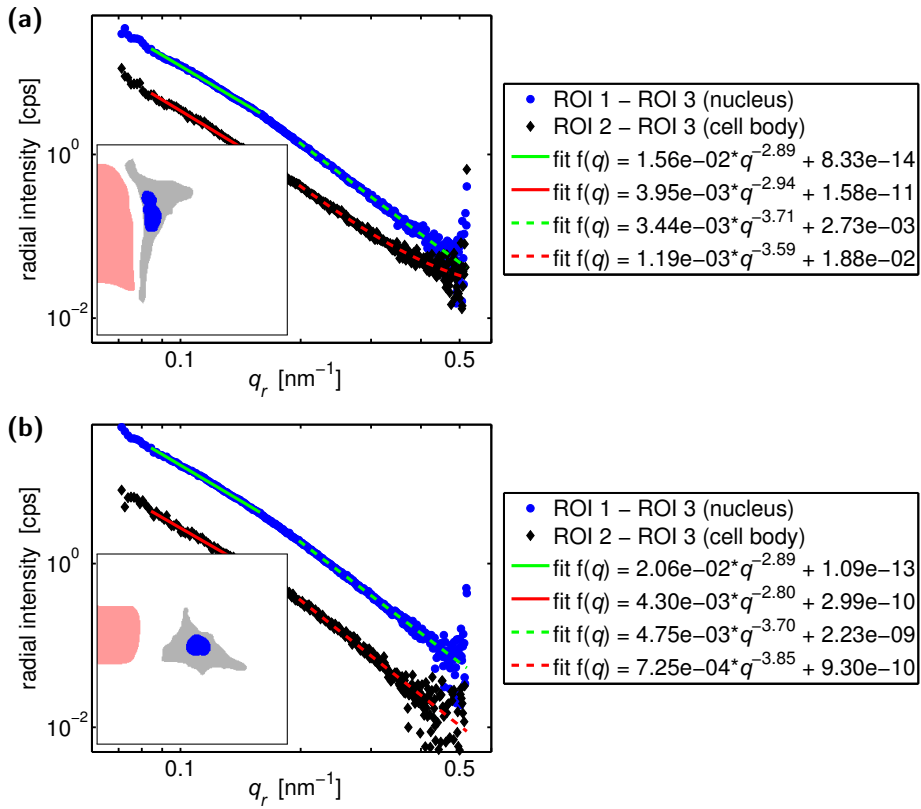 (a)
radial intensity [cps]
10⁰
10⁻²
0.1
0.5
qᵣ [nm⁻¹]
ROI 1 – ROI 3 (nucleus)
ROI 2 – ROI 3 (cell body)
fit f(q) = 1.56e−02*q⁻²·⁸⁹ + 8.33e−14
fit f(q) = 3.95e−03*q⁻²·⁹⁴ + 1.58e−11
fit f(q) = 3.44e−03*q⁻³·⁷¹ + 2.73e−03
fit f(q) = 1.19e−03*q⁻³·⁵⁹ + 1.88e−02
(b)
radial intensity [cps]
10⁰
10⁻²
0.1
0.5
qᵣ [nm⁻¹]
ROI 1 – ROI 3 (nucleus)
ROI 2 – ROI 3 (cell body)
fit f(q) = 2.06e−02*q⁻²·⁸⁹ + 1.09e−13
fit f(q) = 4.30e−03*q⁻²·⁸⁰ + 2.99e−10
fit f(q) = 4.75e−03*q⁻³·⁷⁰ + 2.23e−09
fit f(q) = 7.25e−04*q⁻³·⁸⁵ + 9.30e−10